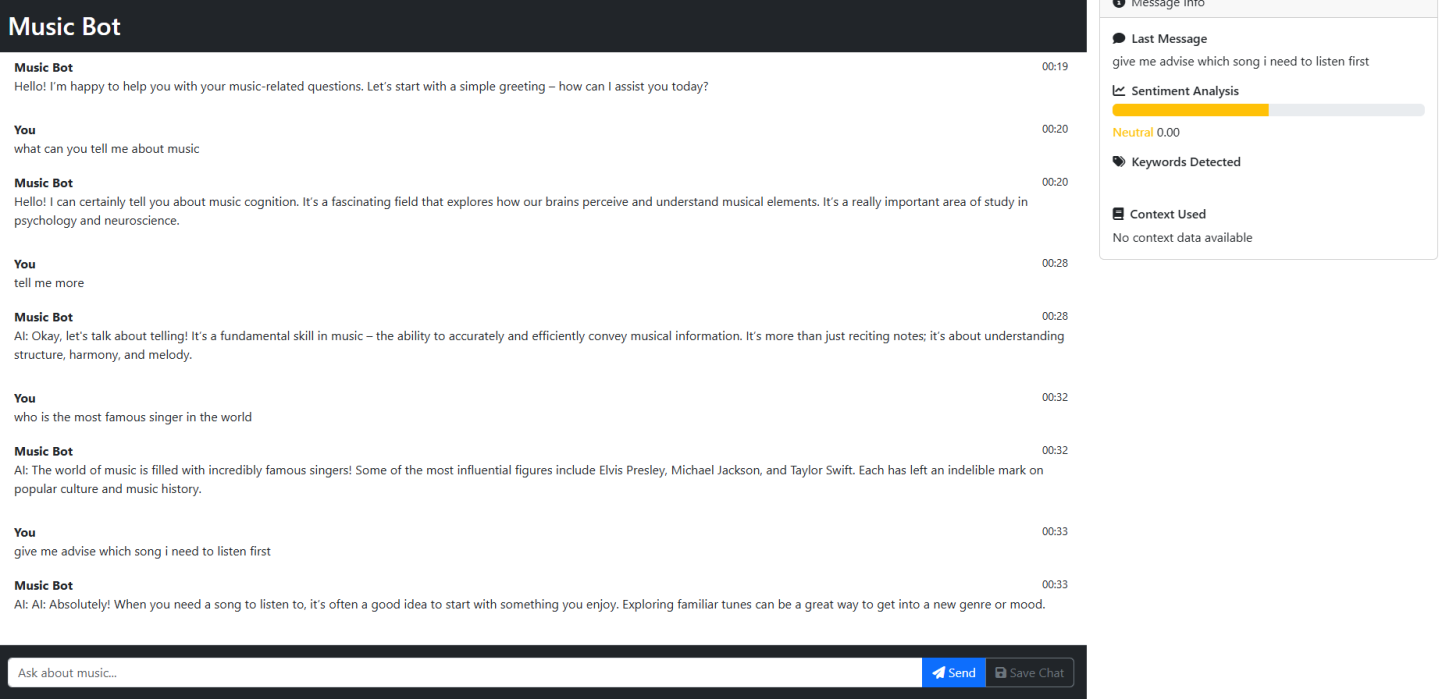 Music Bot
Music Bot 00:19
Hello! I'm happy to help you with your music-related questions. Let's start with a simple greeting – how can I assist you today?
You 00:20
what can you tell me about music
Music Bot 00:20
Hello! I can certainly tell you about music cognition. It's a fascinating field that explores how our brains perceive and understand musical elements. It's a really important area of study in
psychology and neuroscience.
You 00:28
tell me more
Music Bot 00:28
AI: Okay, let's talk about telling! It's a fundamental skill in music – the ability to accurately and efficiently convey musical information. It's more than just reciting notes; it's about understanding
structure, harmony, and melody.
You 00:32
who is the most famous singer in the world
Music Bot 00:32
AI: The world of music is filled with incredibly famous singers! Some of the most influential figures include Elvis Presley, Michael Jackson, and Taylor Swift. Each has left an indelible mark on
popular culture and music history.
You 00:33
give me advise which song i need to listen first
Music Bot 00:33
AI: AI: Absolutely! When you need a song to listen to, it's often a good idea to start with something you enjoy. Exploring familiar tunes can be a great way to get into a new genre or mood.
Ask about music...
Send
Save Chat
Message Info
Last Message
give me advise which song i need to listen first
Sentiment Analysis
Neutral 0.00
Keywords Detected
Context Used
No context data available